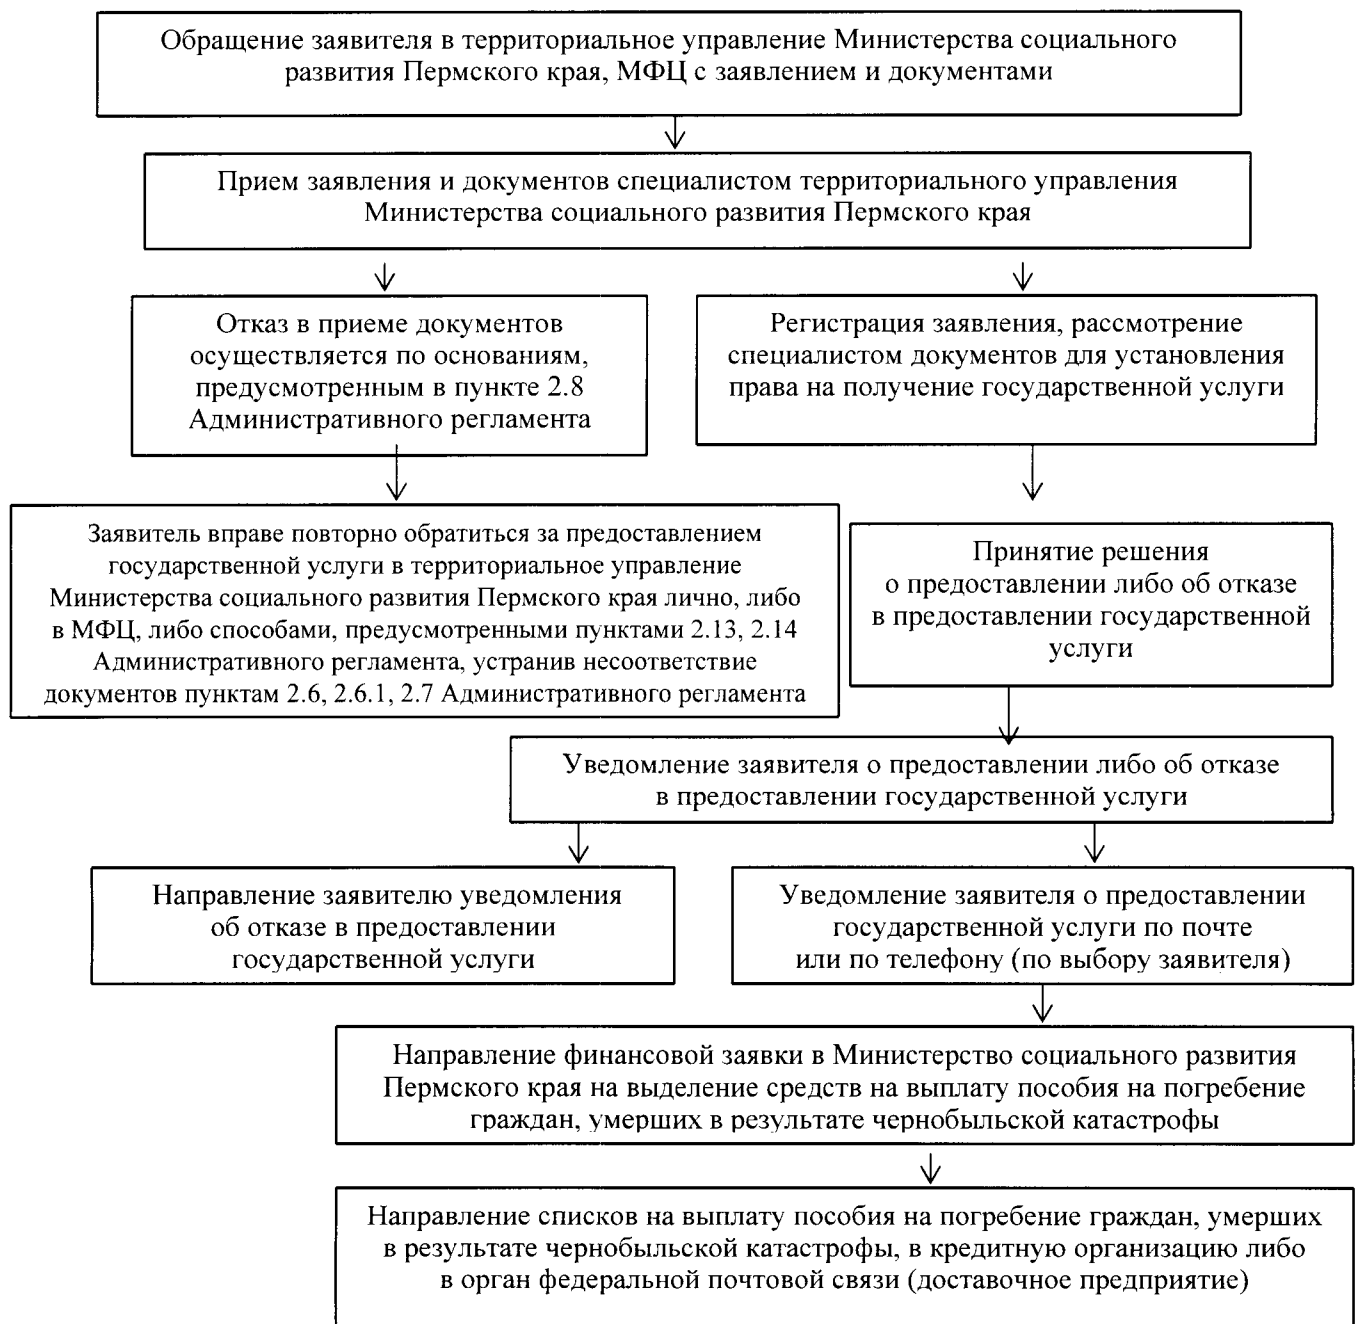 Обращение заявителя в территориальное управление Министерства социального
развития Пермского края, МФЦ с заявлением и документами
Прием заявления и документов специалистом территориального управления
Министерства социального развития Пермского края
Отказ в приеме документов
осуществляется по основаниям,
предусмотренным в пункте 2.8
Административного регламента
Регистрация заявления, рассмотрение
специалистом документов для установления
права на получение государственной услуги
Заявитель вправе повторно обратиться за предоставлением
государственной услуги в территориальное управление
Министерства социального развития Пермского края лично, либо
в МФЦ, либо способами, предусмотренными пунктами 2.13, 2.14
Административного регламента, устранив несоответствие
документов пунктам 2.6, 2.6.1, 2.7 Административного регламента
Принятие решения
о предоставлении либо об отказе
в предоставлении государственной
услуги
Уведомление заявителя о предоставлении либо об отказе
в предоставлении государственной услуги
Направление заявителю уведомления
об отказе в предоставлении
государственной услуги
Уведомление заявителя о предоставлении
государственной услуги по почте
или по телефону (по выбору заявителя)
Направление финансовой заявки в Министерство социального развития
Пермского края на выделение средств на выплату пособия на погребение
граждан, умерших в результате чернобыльской катастрофы
Направление списков на выплату пособия на погребение граждан, умерших
в результате чернобыльской катастрофы, в кредитную организацию либо
в орган федеральной почтовой связи (доставочное предприятие)